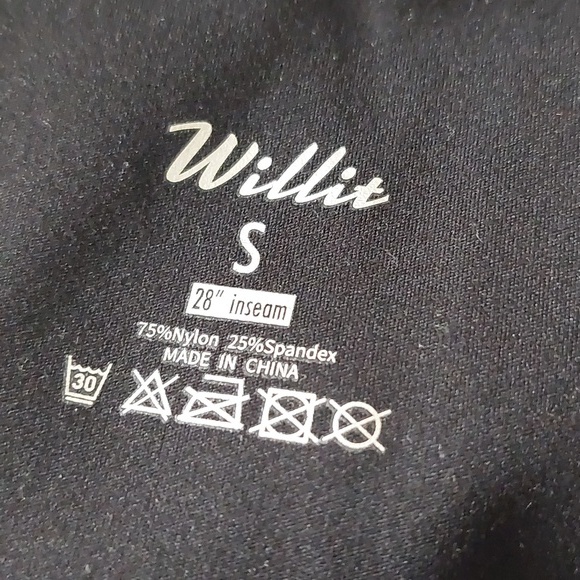 Willit
S
28" inseam
75%Nylon 25%Spandex
MADE IN CHINA
30